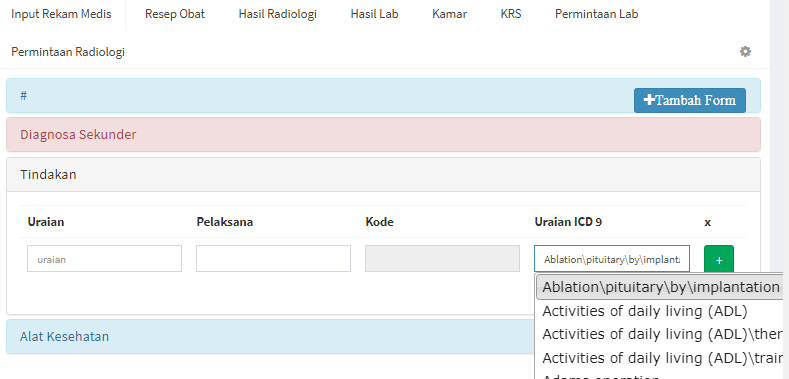 Input Rekam Medis Resep Obat Hasil Radiologi Hasil Lab Kamar KRS Permintaan Lab
Permintaan Radiologi
# +Tambah Form
Diagnosa Sekunder
Tindakan
Uraian Pelaksana Kode Uraian ICD 9 x
uraian Ablation\pituitary\by\implant +
Ablation\pituitary\by\implantation
Activities of daily living (ADL)
Activities of daily living (ADL)\ther
Activities of daily living (ADL)\train
Alat Kesehatan